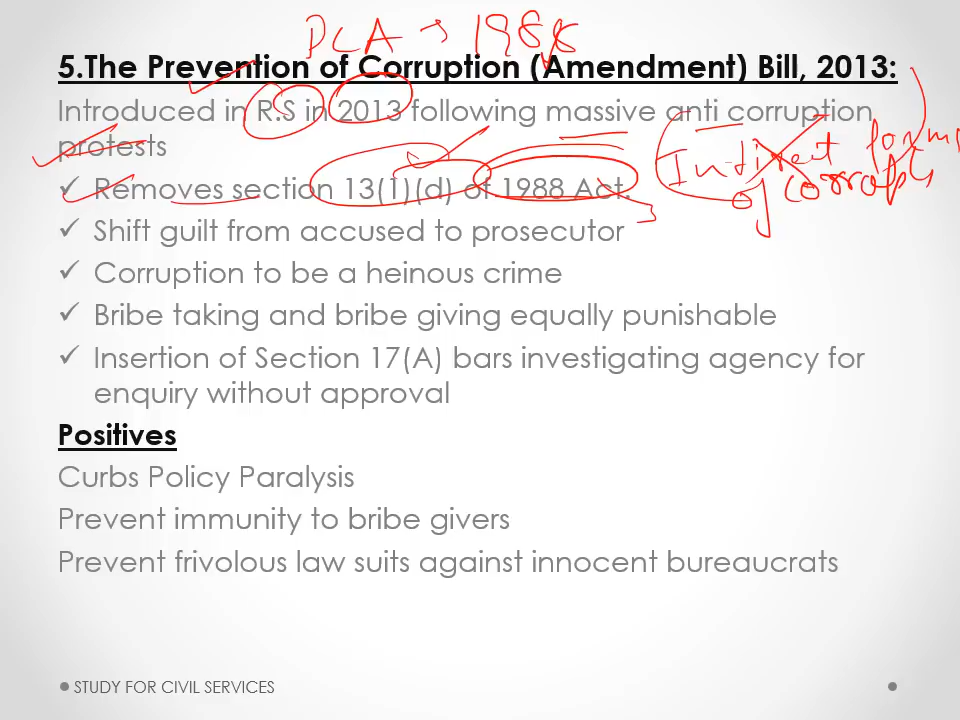 PCA → 1988
5.The Prevention of Corruption (Amendment) Bill, 2013:
Introduced in R.S in 2013 following massive anti corruption
protests
✓ Removes section 13(1)(d) of 1988 Act.
Indirect forms
of corrupt
✓ Shift guilt from accused to prosecutor
✓ Corruption to be a heinous crime
✓ Bribe taking and bribe giving equally punishable
✓ Insertion of Section 17(A) bars investigating agency for
enquiry without approval
Positives
Curbs Policy Paralysis
Prevent immunity to bribe givers
Prevent frivolous law suits against innocent bureaucrats
STUDY FOR CIVIL SERVICES